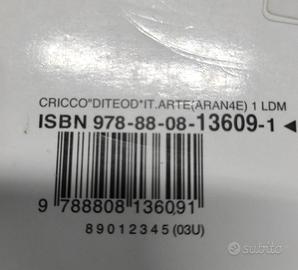 CRICCO"DITEOD*IT.ARTE(ARAN4E) 1 LDM
ISBN 978-88-08-13609-1
9 788808 136091
89012345 (03U)
subito